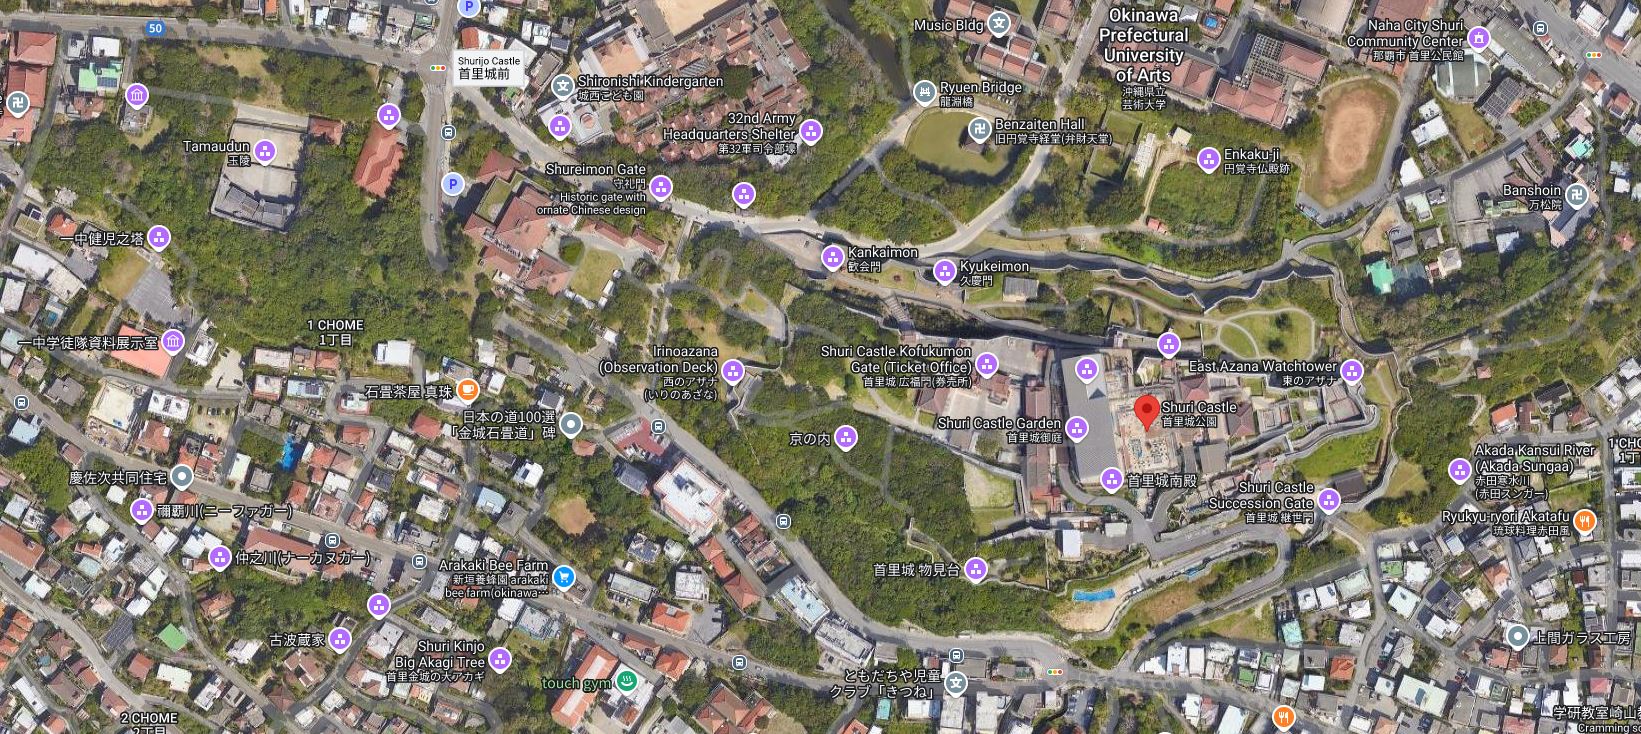 50
P
Shurijo Castle
首里城前
Shironishi Kindergarten
城西こども園
Music Bldg
文
Okinawa
Prefectural
University
of Arts
沖縄県立
芸術大学
Naha City Shuri
Community Center
那覇市 首里公民館
Ryuen Bridge
龍淵橋
32nd Army
Headquarters Shelter
第32軍司令部壕
Benzaiten Hall
旧円覚寺経堂(弁財天堂)
Tamaudun
玉陵
P
Shureimon Gate
守礼門
Historic gate with
ornate Chinese design
Enkaku-ji
円覚寺仏殿跡
Banshoin
万松院
一中健児之塔
Kankaimon
歓会門
Kyukeimon
久慶門
1 CHOME
1丁目
一中学徒隊資料展示室
Irinoazana
(Observation Deck)
西のアザナ
(いりのあざな)
Shuri Castle Kofukumon
Gate (Ticket Office)
首里城 広福門(券売所)
East Azana Watchtower
東のアザナ
石畳茶屋 真珠
日本の道100選
「金城石畳道」碑
京の内
Shuri Castle Garden
首里城御庭
Shuri Castle
首里城公園
慶佐次共同住宅
首里城南殿
Shuri Castle
Succession Gate
首里城 継世門
Akada Kansui River
(Akada Sungaa)
赤田寒水川
(赤田スンガー)
1 CHO
1丁
樋覇川(ニーファガー)
Ryukyu-ryori Akatafu
琉球料理赤田風
仲之川(ナーカヌガー)
Arakaki Bee Farm
新垣養蜂園 arakaki
bee farm(okinawa…
首里城 物見台
古波蔵家
Shuri Kinjo
Big Akagi Tree
首里金城の大アカギ
touch gym
ともだちや児童
クラブ「きつね」
文
上間ガラス工房
2 CHOME
2丁目
学研教室崎山
Cramming s